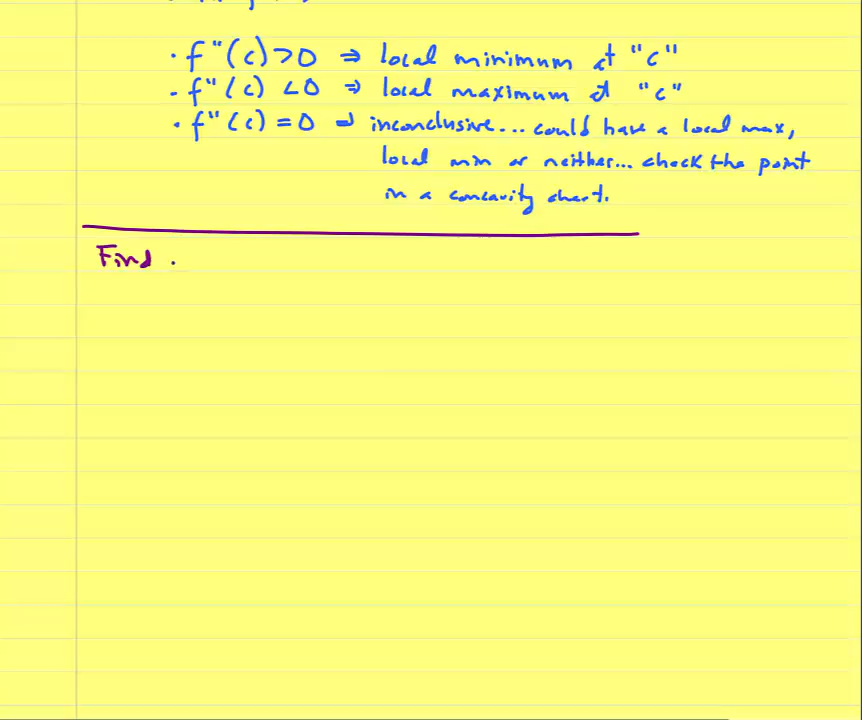 · f"(c) > 0 ⇒ local minimum at "c"
- f"(c) < 0 ⇒ local maximum at "c"
· f"(c) = 0 ⇒ inconclusive... could have a local max,
local min or neither... check the point
in a concavity chart.
Find .